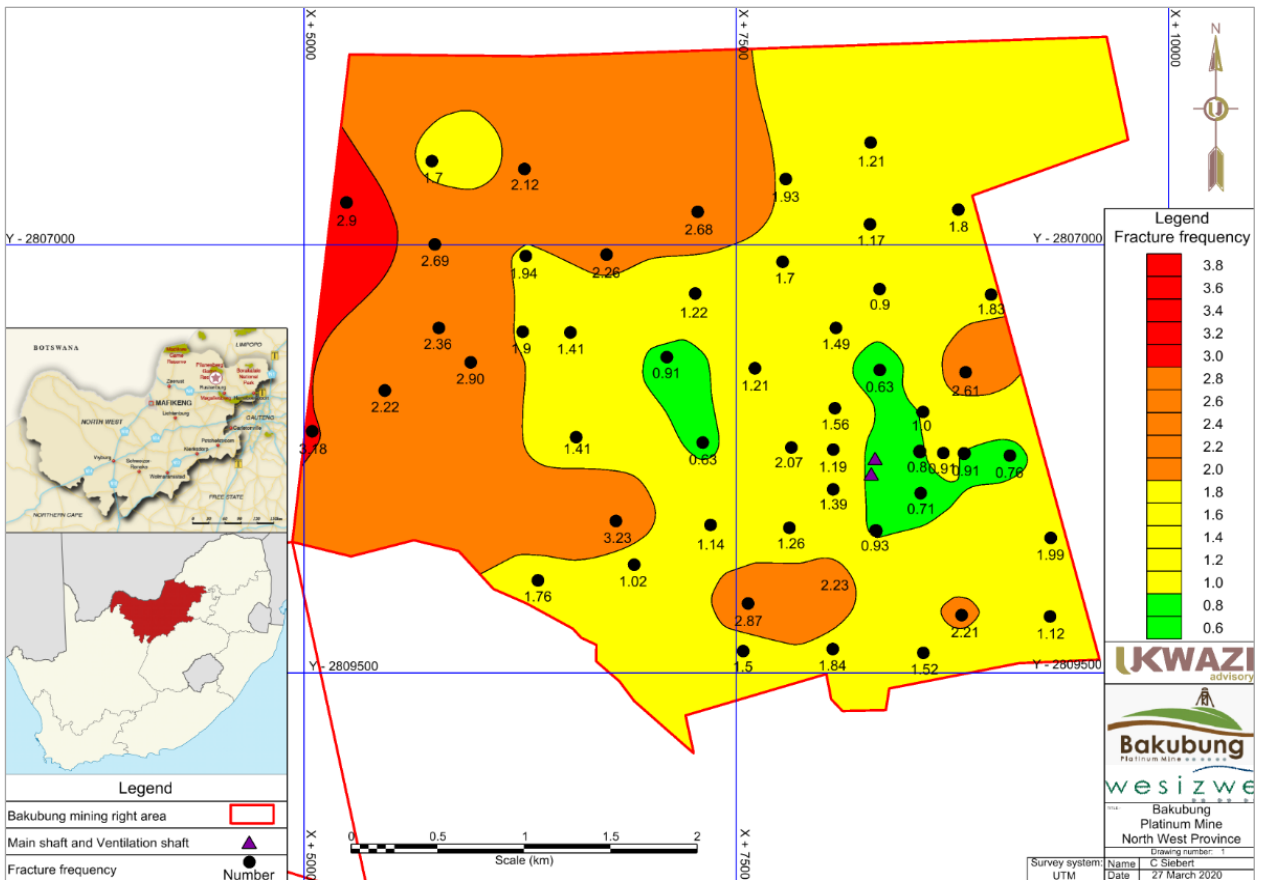 X + 5000
X + 7500
X + 10000
N
U
1.21
1.7
2.12
1.93
2.9
2.68
1.8
1.17
Y - 2807000
Y - 2807000
2.69
1.94
2.26
1.7
0.9
1.22
1.83
2.36
1.9
1.41
1.49
2.90
0.91
1.21
0.63
2.61
2.22
1.56
1.0
3.18
1.41
0.63
2.07
1.19
0.8
0.91
0.91
0.76
1.39
0.71
3.23
1.14
1.26
0.93
1.99
1.02
1.76
2.23
2.87
2.21
1.12
1.5
1.84
1.52
Y - 2809500
Y - 2809500
X + 5000
X + 7500
0 0.5 1 1.5 2
Scale (km)
Legend
Fracture frequency
3.8
3.6
3.4
3.2
3.0
2.8
2.6
2.4
2.2
2.0
1.8
1.6
1.4
1.2
1.0
0.8
0.6
UKWAZI
advisory
Bakubung
Platinum Mine
wesizwe
Bakubung
Platinum Mine
North West Province
Drawing number: 1
Survey system: UTM
Name C Siebert
Date 27 March 2020
BOTSWANA
LIMPOPO
MAFIKENG
NORTH WEST
GAUTENG
FREE STATE
NORTHERN CAPE
Legend
Bakubung mining right area
Main shaft and Ventilation shaft
Fracture frequency
Number